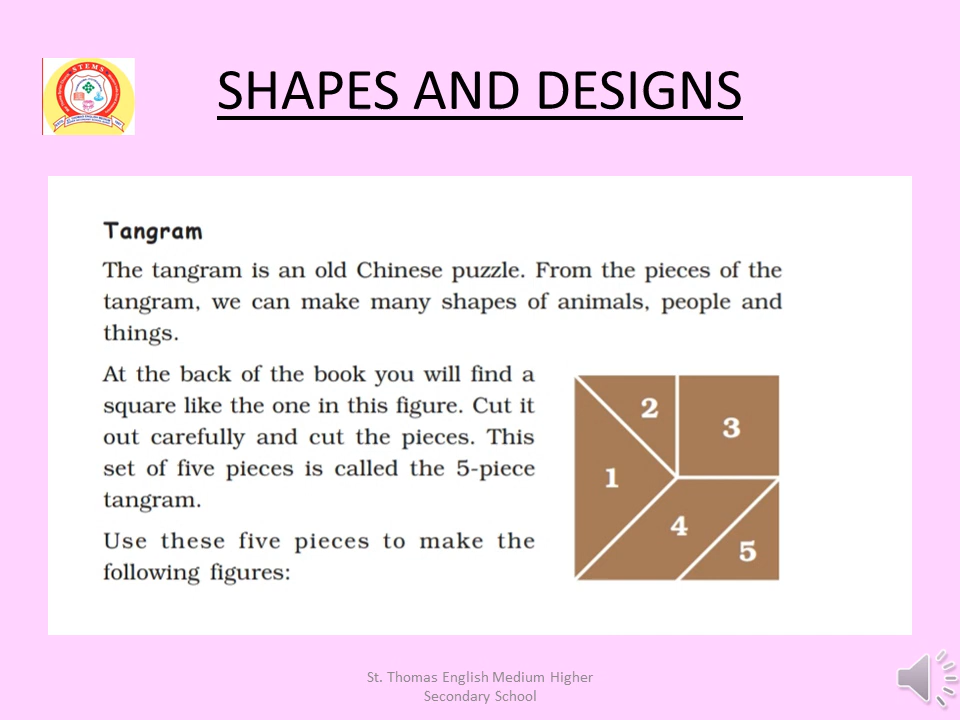 SHAPES AND DESIGNS
STEMS
Tangram
The tangram is an old Chinese puzzle. From the pieces of the
tangram, we can make many shapes of animals, people and
things.
At the back of the book you will find a
square like the one in this figure. Cut it
out carefully and cut the pieces. This
set of five pieces is called the 5-piece
tangram.
Use these five pieces to make the
following figures:
2
3
1
4
5
St. Thomas English Medium Higher
Secondary School